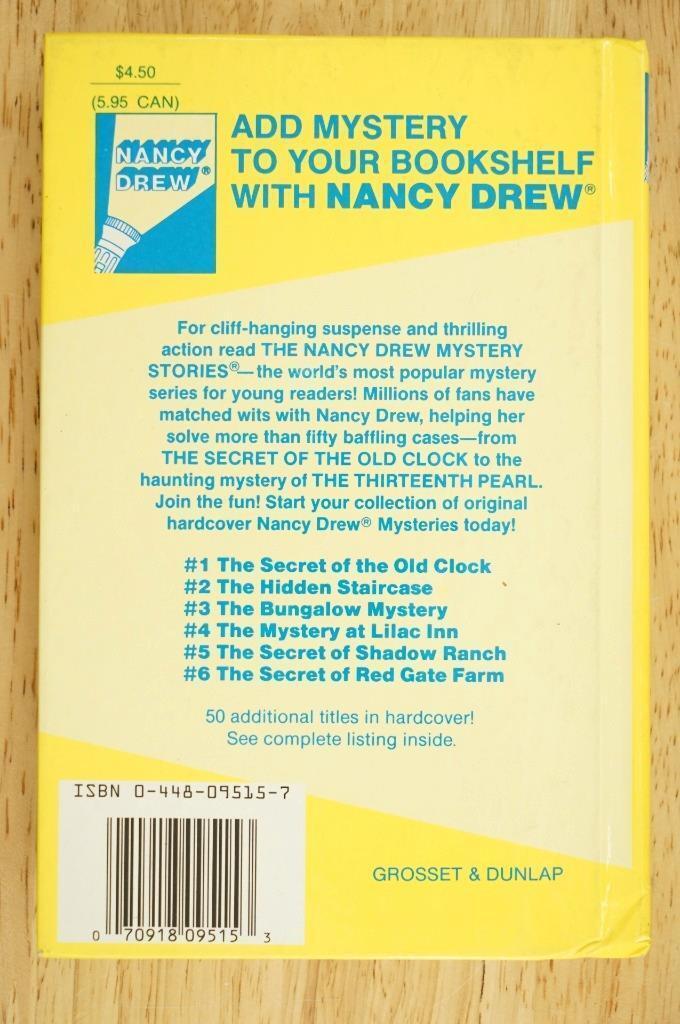 $4.50
(5.95 CAN)
NANCY
DREW®
ADD MYSTERY
TO YOUR BOOKSHELF
WITH NANCY DREW®
For cliff-hanging suspense and thrilling
action read THE NANCY DREW MYSTERY
STORIES®—the world's most popular mystery
series for young readers! Millions of fans have
matched wits with Nancy Drew, helping her
solve more than fifty baffling cases—from
THE SECRET OF THE OLD CLOCK to the
haunting mystery of THE THIRTEENTH PEARL.
Join the fun! Start your collection of original
hardcover Nancy Drew® Mysteries today!
#1 The Secret of the Old Clock
#2 The Hidden Staircase
#3 The Bungalow Mystery
#4 The Mystery at Lilac Inn
#5 The Secret of Shadow Ranch
#6 The Secret of Red Gate Farm
50 additional titles in hardcover!
See complete listing inside.
ISBN 0-448-09515-7
0 70918 09515 3
GROSSET & DUNLAP